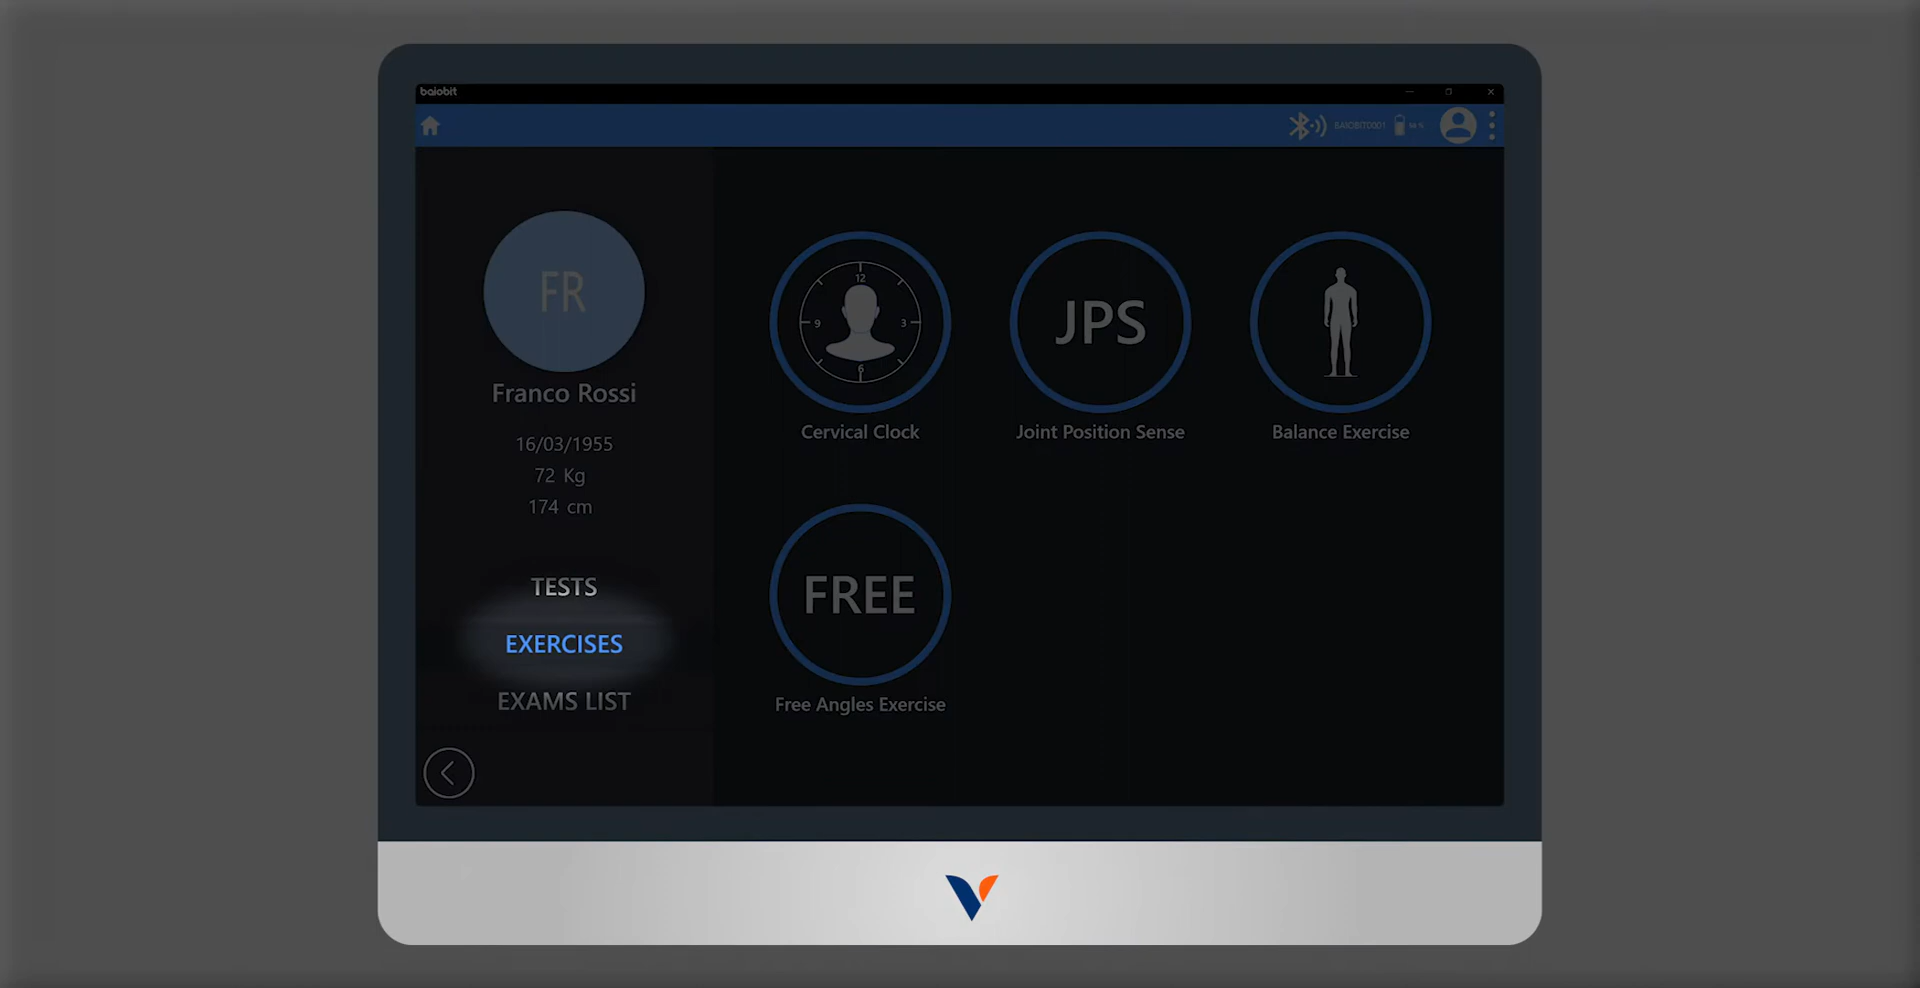 baiobit
BAIOBIT0001
FR
Franco Rossi
16/03/1955
72 Kg
174 cm
TESTS
EXERCISES
EXAMS LIST
12
9
3
6
Cervical Clock
JPS
Joint Position Sense
Balance Exercise
FREE
Free Angles Exercise